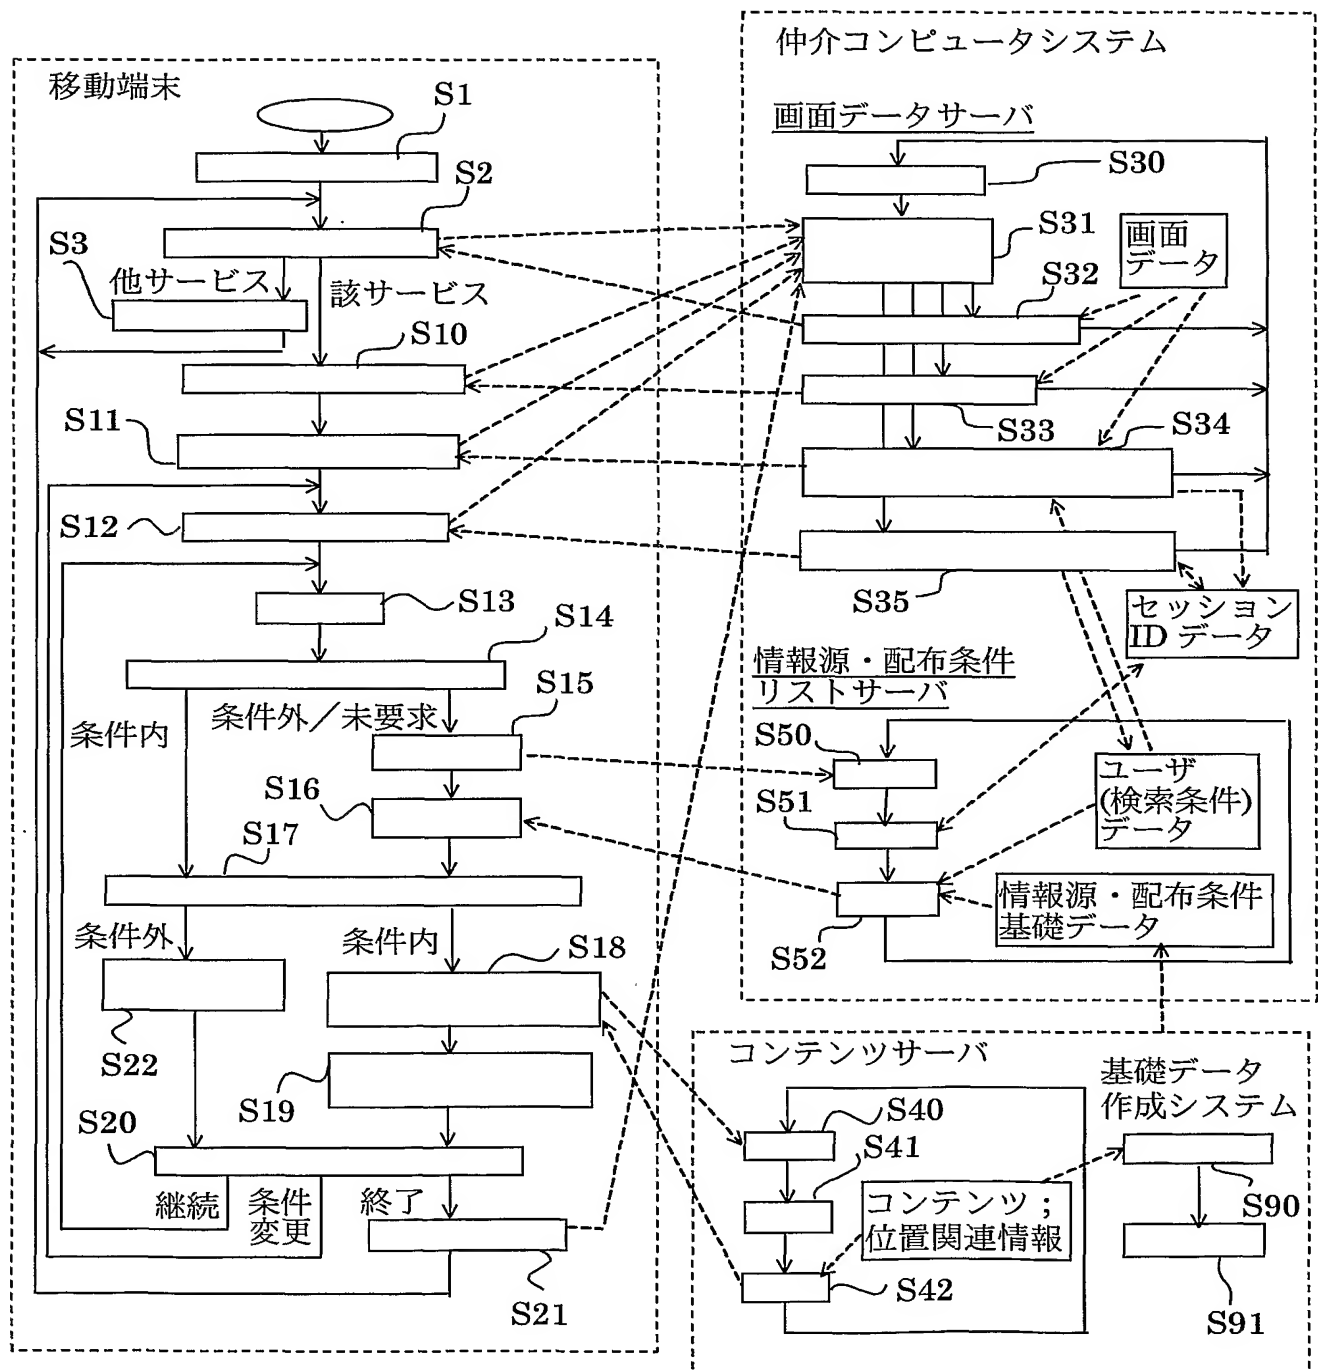 移動端末
S1
S2
S3
他サービス
該サービス
S10
S11
S12
S13
S14
条件内
条件外／未要求
S15
S16
S17
条件外
条件内
S18
S22
S19
S20
継続
条件
変更
終了
S21
仲介コンピュータシステム
画面データサーバ
S30
S31
画面
データ
S32
S33
S34
S35
セッション
ID データ
情報源・配布条件
リストサーバ
S50
S51
ユーザ
(検索条件)
データ
S52
情報源・配布条件
基礎データ
コンテンツサーバ
S40
S41
コンテンツ；
位置関連情報
S42
基礎データ
作成システム
S90
S91